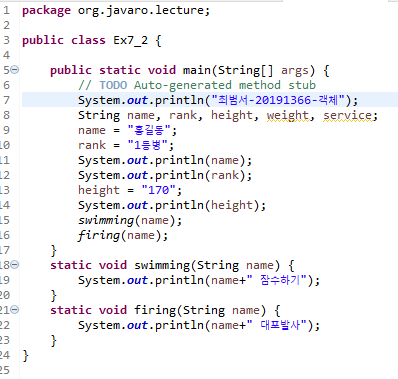 1 package org.javaro.lecture;
2
3 public class Ex7_2 {
4
5 public static void main(String[] args) {
6 // TODO Auto-generated method stub
7 System.out.println("최범서-20191366-객체");
8 String name, rank, height, weight, service;
9 name = "홍길동";
10 rank = "1등병";
11 System.out.println(name);
12 System.out.println(rank);
13 height = "170";
14 System.out.println(height);
15 swimming(name);
16 firing(name);
17 }
18 static void swimming(String name) {
19 System.out.println(name+" 잠수하기");
20 }
21 static void firing(String name) {
22 System.out.println(name+" 대포발사");
23 }
24 }
25